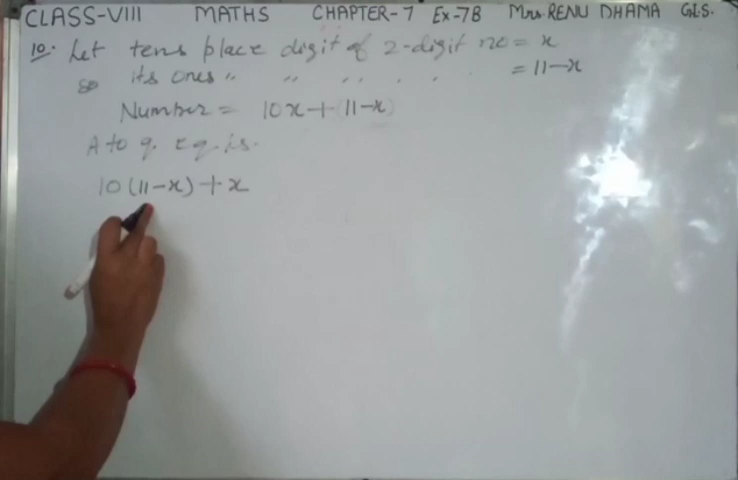 CLASS-VIII MATHS CHAPTER-7 Ex-7B Mrs. RENU DHAMA G.I.S.
10. Let tens place digit of 2-digit no = x
so its ones " " " " " = 11-x
Number = 10x+(11-x)
A to q. Eq. is.
10(11-x)+x